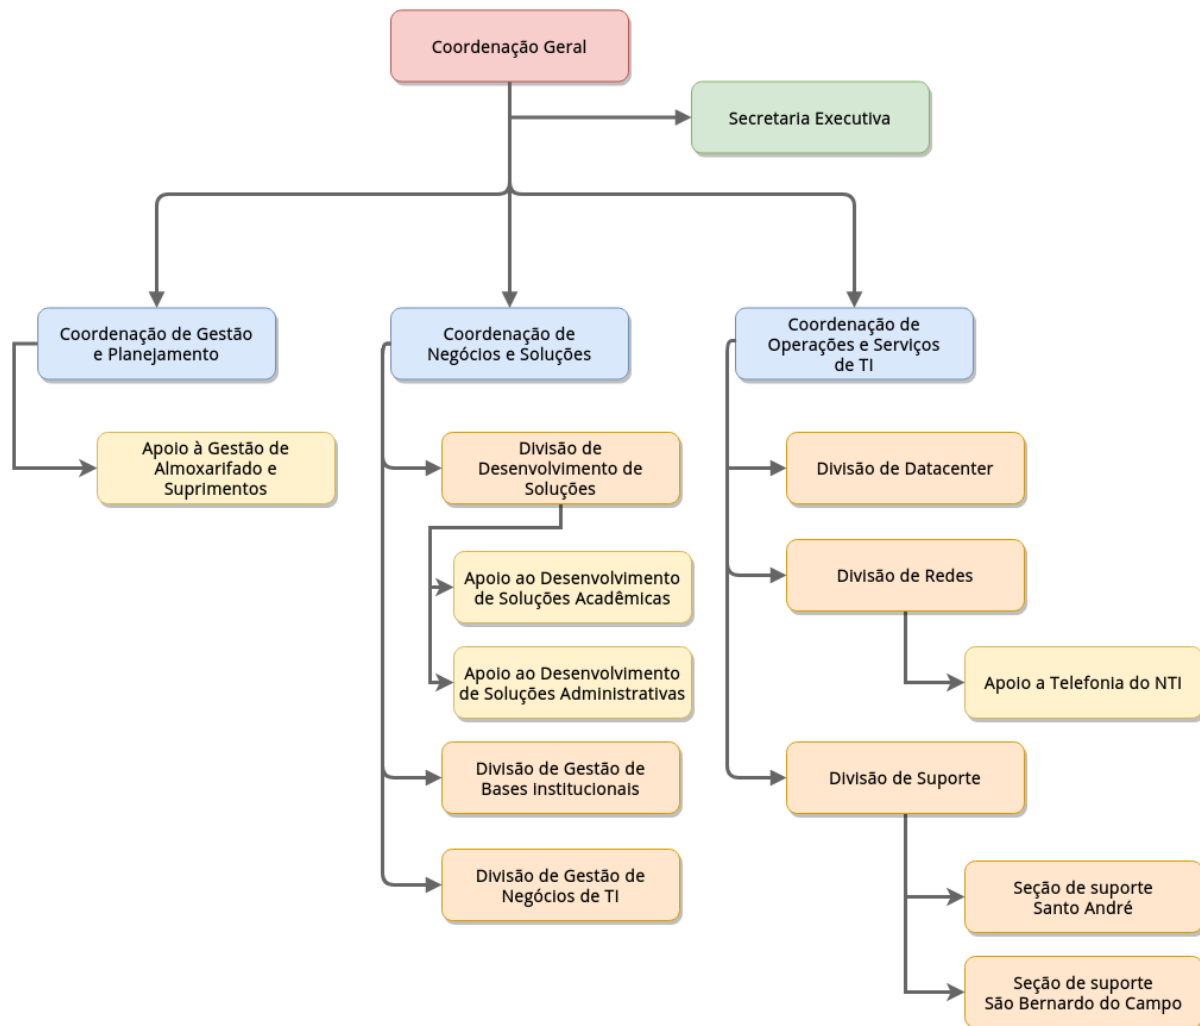 Coordenação Geral
Secretaria Executiva
Coordenação de Gestão
e Planejamento
Coordenação de
Negócios e Soluções
Coordenação de
Operações e Serviços
de TI
Apoio à Gestão de
Almoxarifado e
Suprimentos
Divisão de
Desenvolvimento de
Soluções
Apoio ao Desenvolvimento
de Soluções Acadêmicas
Apoio ao Desenvolvimento
de Soluções Administrativas
Divisão de Gestão de
Bases institucionais
Divisão de Gestão de
Negócios de TI
Divisão de Datacenter
Divisão de Redes
Apoio a Telefonia do NTI
Divisão de Suporte
Seção de suporte
Santo André
Seção de suporte
São Bernardo do Campo